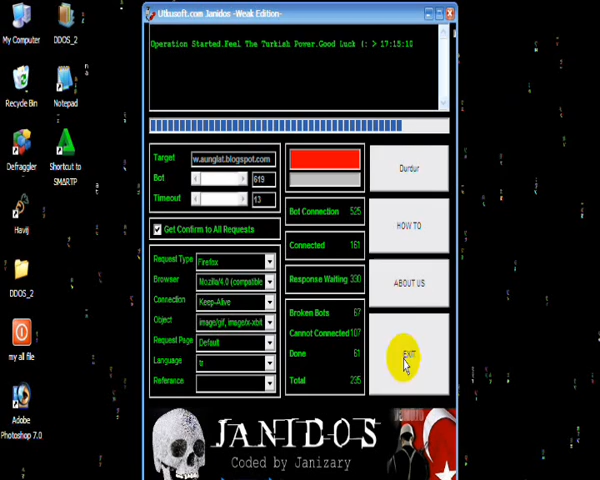 Utkusoft.com Janidos -Weak Edition-
My Computer
DDOS_2
Operation Started.Feel The Turkish Power.Good Luck (: > 17:15:10
Recycle Bin
Notepad
Defraggler
Shortcut to
SMARTP
Havij
DDOS_2
my all file
Adobe
Photoshop 7.0
Target
w.aunglat.blogspot.com
Bot
619
Timeout
13
Get Confirm to All Requests
Request Type
Firefox
Browser
Mozilla/4.0 (compatible
Connection
Keep-Alive
Object
image/gif, image/x-xbit
Request Page
Default
Language
tr
Referance
Bot Connection
525
Connected
161
Response Waiting
330
Broken Bots
67
Cannot Connected
107
Done
61
Total
235
Durdur
HOW TO
ABOUT US
EXIT
JANIDOS
Coded by Janizary